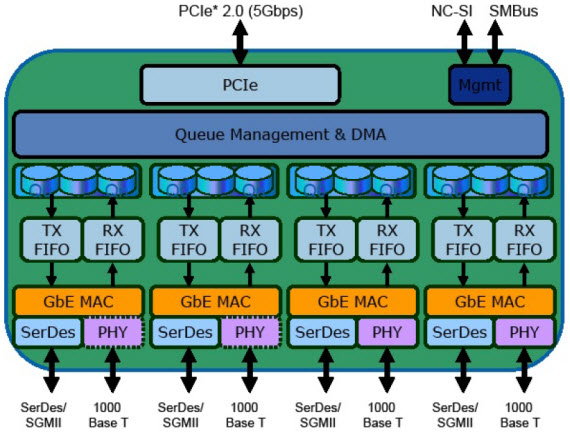 PCIe* 2.0 (5Gbps)
NC-SI SMBus
PCIe
Mgmt
Queue Management & DMA
TX FIFO
RX FIFO
TX FIFO
RX FIFO
TX FIFO
RX FIFO
TX FIFO
RX FIFO
GbE MAC
GbE MAC
GbE MAC
GbE MAC
SerDes
PHY
SerDes
PHY
SerDes
PHY
SerDes
PHY
SerDes/
SGMII
1000
Base T
SerDes/
SGMII
1000
Base T
SerDes/
SGMII
1000
Base T
SerDes/
SGMII
1000
Base T